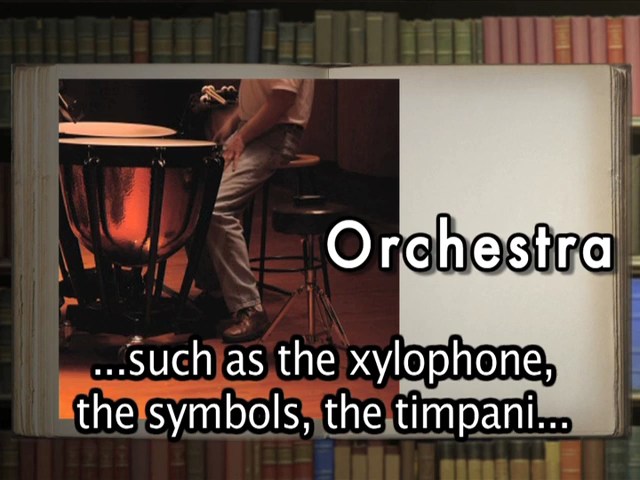 Orchestra
...such as the xylophone,
the symbols, the timpani...